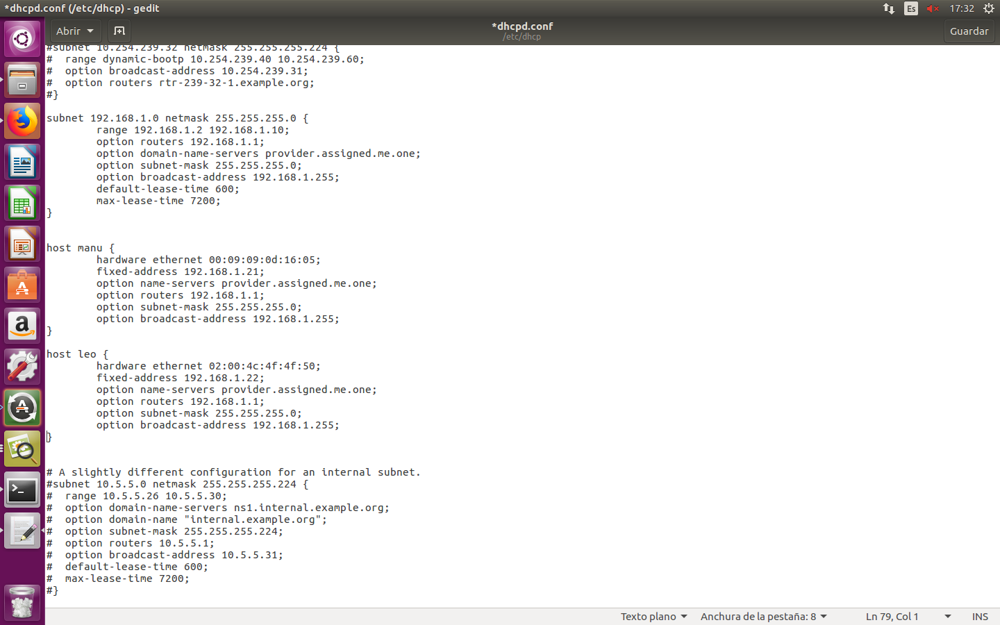 *dhcpd.conf (/etc/dhcp) - gedit
Es
17:32
Abrir
*dhcpd.conf
/etc/dhcp
Guardar
#subnet 10.254.239.32 netmask 255.255.255.224 {
#  range dynamic-bootp 10.254.239.40 10.254.239.60;
#  option broadcast-address 10.254.239.31;
#  option routers rtr-239-32-1.example.org;
#}
subnet 192.168.1.0 netmask 255.255.255.0 {
        range 192.168.1.2 192.168.1.10;
        option routers 192.168.1.1;
        option domain-name-servers provider.assigned.me.one;
        option subnet-mask 255.255.255.0;
        option broadcast-address 192.168.1.255;
        default-lease-time 600;
        max-lease-time 7200;
}
host manu {
        hardware ethernet 00:09:09:0d:16:05;
        fixed-address 192.168.1.21;
        option name-servers provider.assigned.me.one;
        option routers 192.168.1.1;
        option subnet-mask 255.255.255.0;
        option broadcast-address 192.168.1.255;
}
host leo {
        hardware ethernet 02:00:4c:4f:4f:50;
        fixed-address 192.168.1.22;
        option name-servers provider.assigned.me.one;
        option routers 192.168.1.1;
        option subnet-mask 255.255.255.0;
        option broadcast-address 192.168.1.255;
}
# A slightly different configuration for an internal subnet.
#subnet 10.5.5.0 netmask 255.255.255.224 {
#  range 10.5.5.26 10.5.5.30;
#  option domain-name-servers ns1.internal.example.org;
#  option domain-name "internal.example.org";
#  option subnet-mask 255.255.255.224;
#  option routers 10.5.5.1;
#  option broadcast-address 10.5.5.31;
#  default-lease-time 600;
#  max-lease-time 7200;
#}
Texto plano
Anchura de la pestaña: 8
Ln 79, Col 1
INS